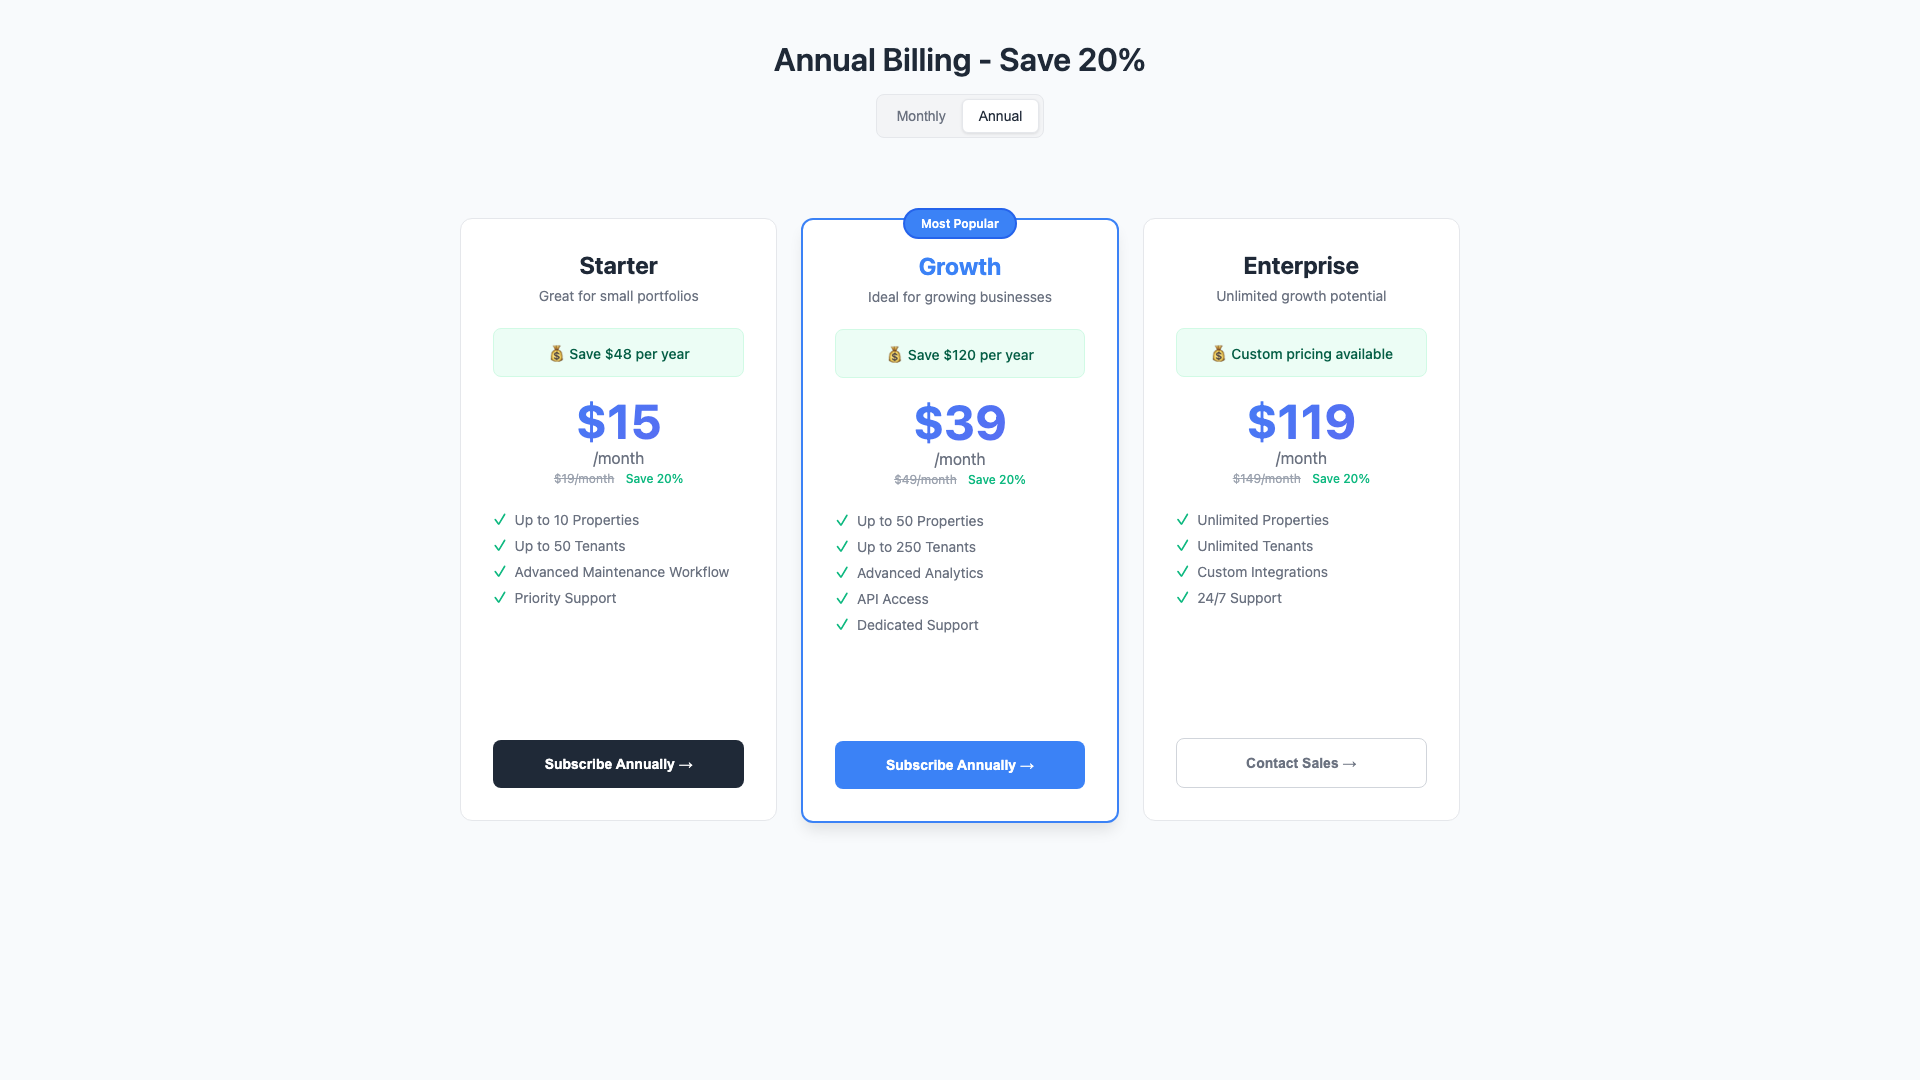 Annual Billing - Save 20%
Monthly
Annual
Starter
Great for small portfolios
💰 Save $48 per year
$15
/month
$19/month Save 20%
✓ Up to 10 Properties
✓ Up to 50 Tenants
✓ Advanced Maintenance Workflow
✓ Priority Support
Subscribe Annually →
Most Popular
Growth
Ideal for growing businesses
💰 Save $120 per year
$39
/month
$49/month Save 20%
✓ Up to 50 Properties
✓ Up to 250 Tenants
✓ Advanced Analytics
✓ API Access
✓ Dedicated Support
Subscribe Annually →
Enterprise
Unlimited growth potential
💰 Custom pricing available
$119
/month
$149/month Save 20%
✓ Unlimited Properties
✓ Unlimited Tenants
✓ Custom Integrations
✓ 24/7 Support
Contact Sales →